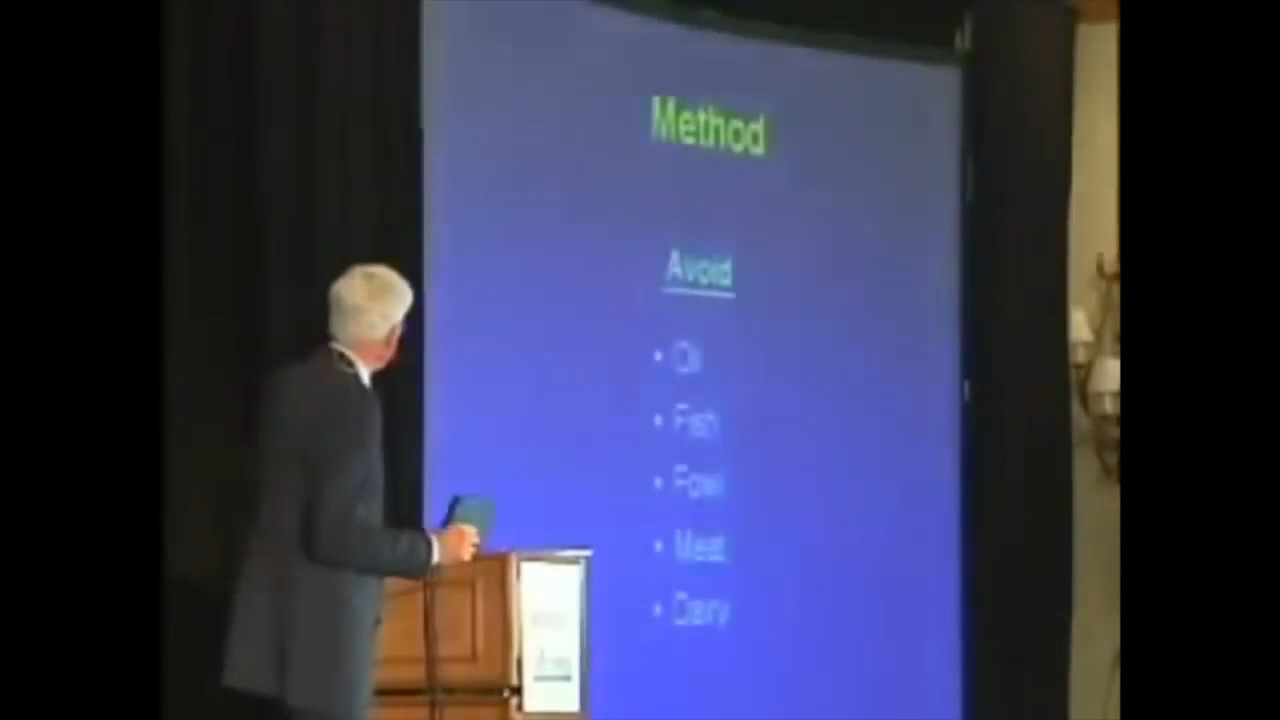 Method
Avoid
• Oil
• Fish
• Fowl
• Meat
• Dairy